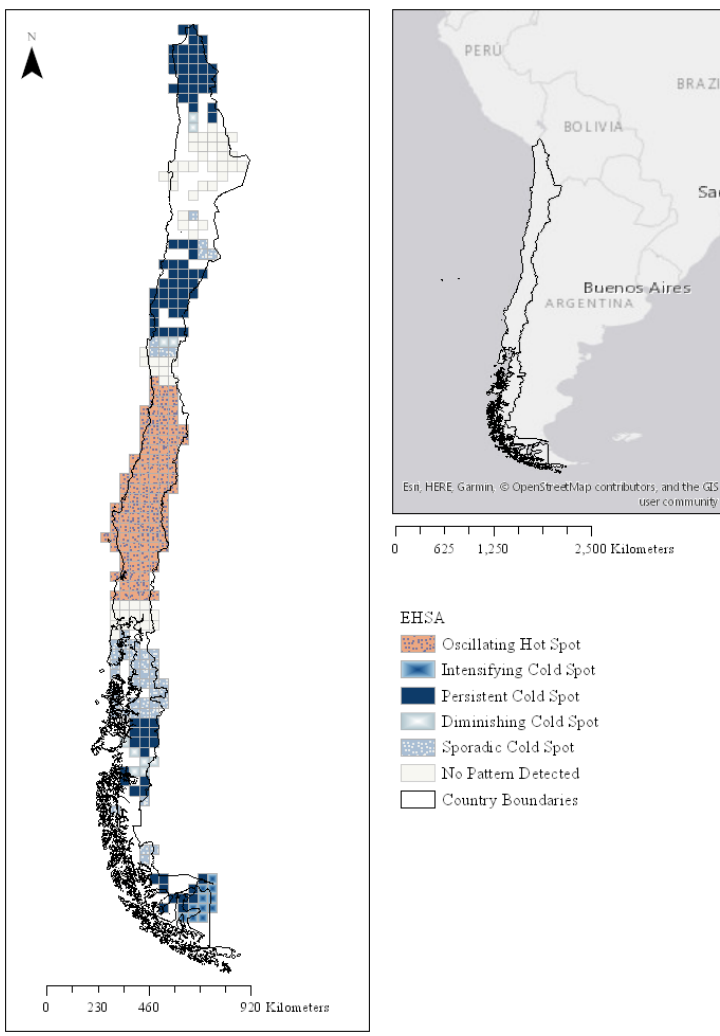 N
0 230 460 920 Kilometers
PERÚ
BRAZI
BOLIVIA
Sao
Buenos Aires
ARGENTINA
Esri, HERE, Garmin, © OpenStreetMap contributors, and the GIS
user community
0 625 1,250 2,500 Kilometers
EHSA
Oscillating Hot Spot
Intensifying Cold Spot
Persistent Cold Spot
Diminishing Cold Spot
Sporadic Cold Spot
No Pattern Detected
Country Boundaries